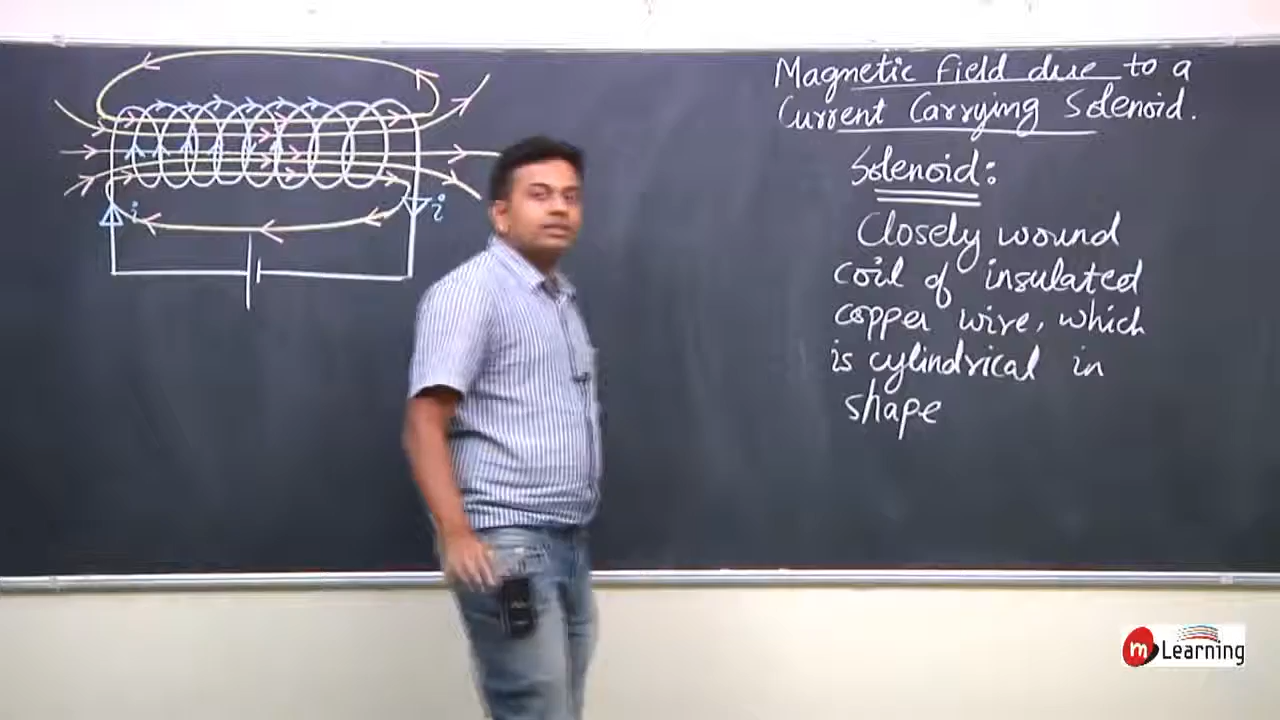 Magnetic field due to a
Current Carrying Solenoid.
Solenoid:
Closely wound
coil of insulated
copper wire, which
is cylindrical in
shape
i
i
m Learning